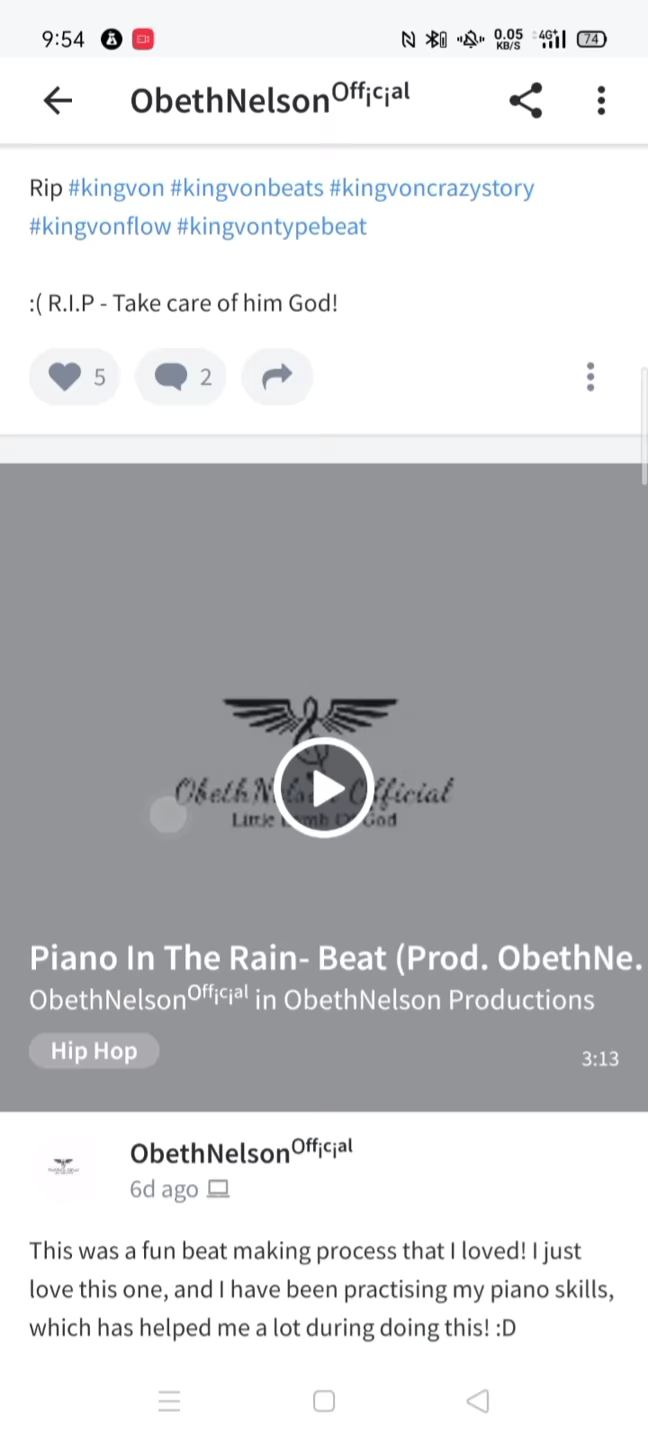 9:54
0.05
KB/S
4G+
74
ObethNelsonᴼᶠᶠⁱᶜⁱᵃˡ
Rip #kingvon #kingvonbeats #kingvoncrazystory
#kingvonflow #kingvontypebeat
:( R.I.P - Take care of him God!
5
2
Piano In The Rain- Beat (Prod. ObethNe.
ObethNelsonᴼᶠᶠⁱᶜⁱᵃˡ in ObethNelson Productions
Hip Hop
3:13
ObethNelsonᴼᶠᶠⁱᶜⁱᵃˡ
6d ago
This was a fun beat making process that I loved! I just
love this one, and I have been practising my piano skills,
which has helped me a lot during doing this! :D